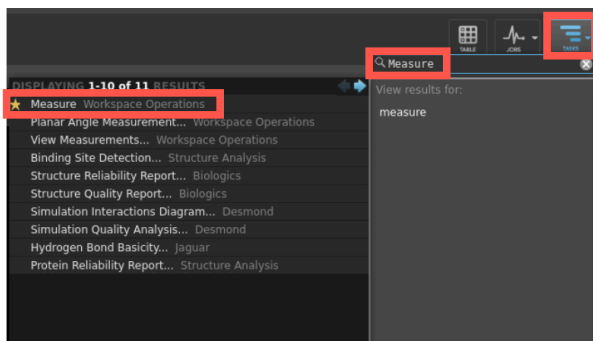 TABLE JOBS TASKS
Measure
DISPLAYING 1-10 of 11 RESULTS
View results for:
measure
Measure Workspace Operations
Planar Angle Measurement... Workspace Operations
View Measurements... Workspace Operations
Binding Site Detection... Structure Analysis
Structure Reliability Report... Biologics
Structure Quality Report... Biologics
Simulation Interactions Diagram... Desmond
Simulation Quality Analysis... Desmond
Hydrogen Bond Basicity... Jaguar
Protein Reliability Report... Structure Analysis